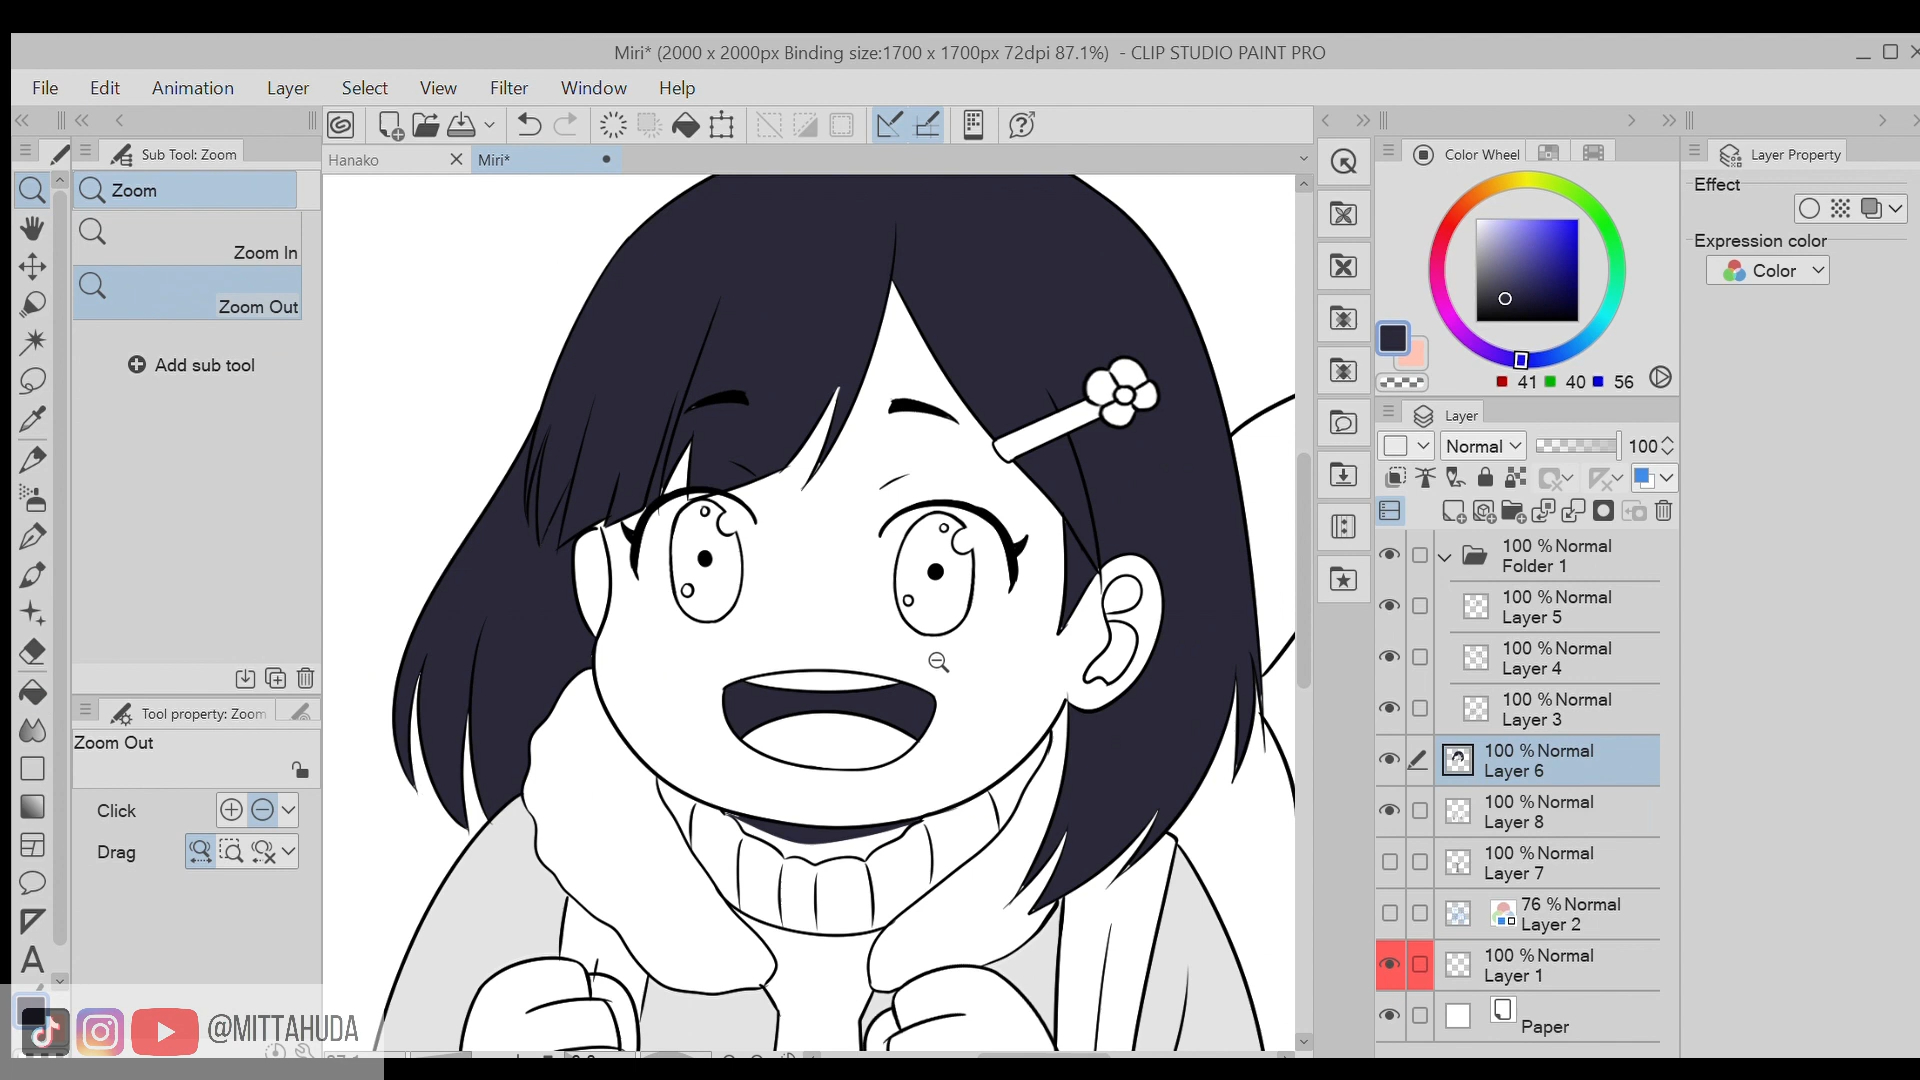 Miri* (2000 x 2000px Binding size:1700 x 1700px 72dpi 87.1%) - CLIP STUDIO PAINT PRO
File Edit Animation Layer Select View Filter Window Help
Sub Tool: Zoom
Hanako
Miri*
Color Wheel
Layer Property
Zoom
Zoom In
Zoom Out
Add sub tool
Effect
Expression color
Color
41 40 56
Layer
Normal 100
100 %Normal
Folder 1
100 %Normal
Layer 5
100 %Normal
Layer 4
100 %Normal
Layer 3
100 %Normal
Layer 6
100 %Normal
Layer 8
100 %Normal
Layer 7
76 %Normal
Layer 2
100 %Normal
Layer 1
Paper
Tool property: Zoom
Zoom Out
Click
Drag
A
@MITTAHUDA